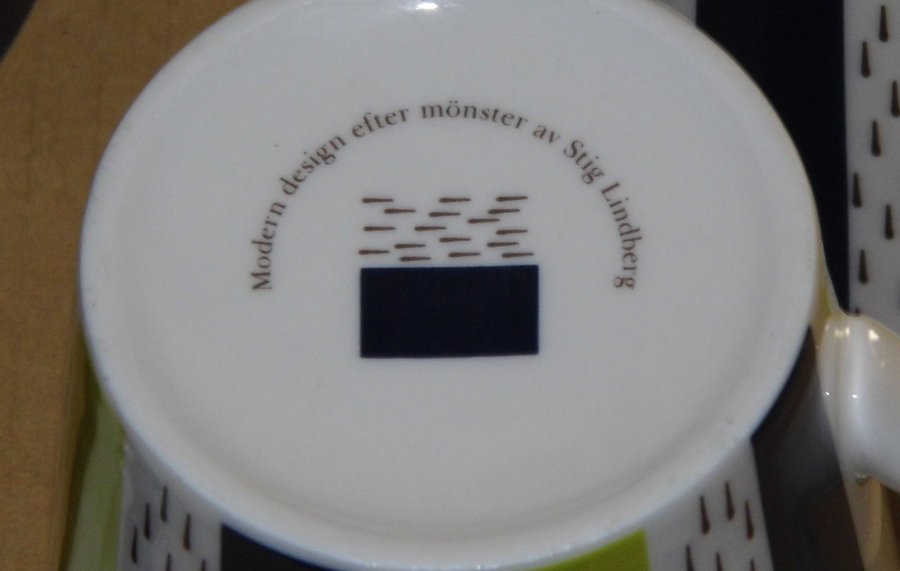 Modern design efter mönster av Stig Lindberg